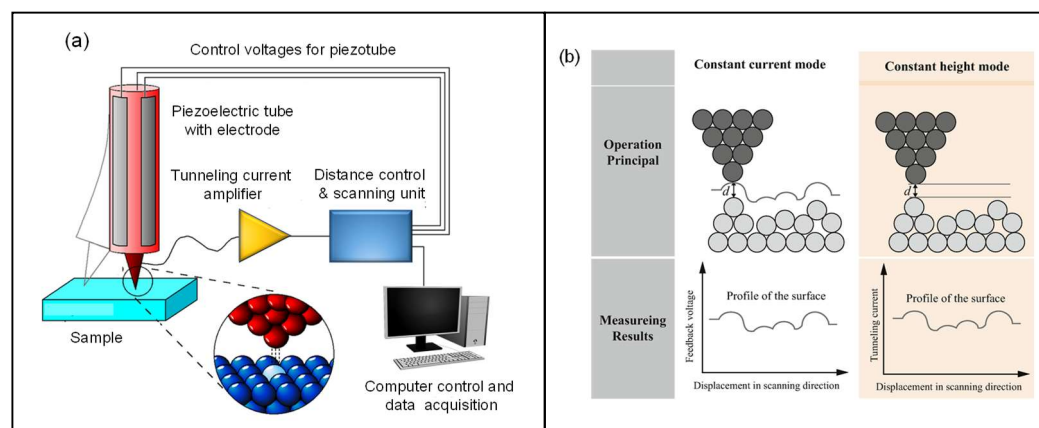 (a)
Control voltages for piezotube
Piezoelectric tube
with electrode
Tunneling current
amplifier
Distance control
& scanning unit
Sample
Computer control and
data acquisition
(b)
Constant current mode
Constant height mode
Operation
Principal
d
d
Measureing
Results
Feedback voltage
Profile of the surface
Displacement in scanning direction
Tunneling current
Profile of the surface
Displacement in scanning direction